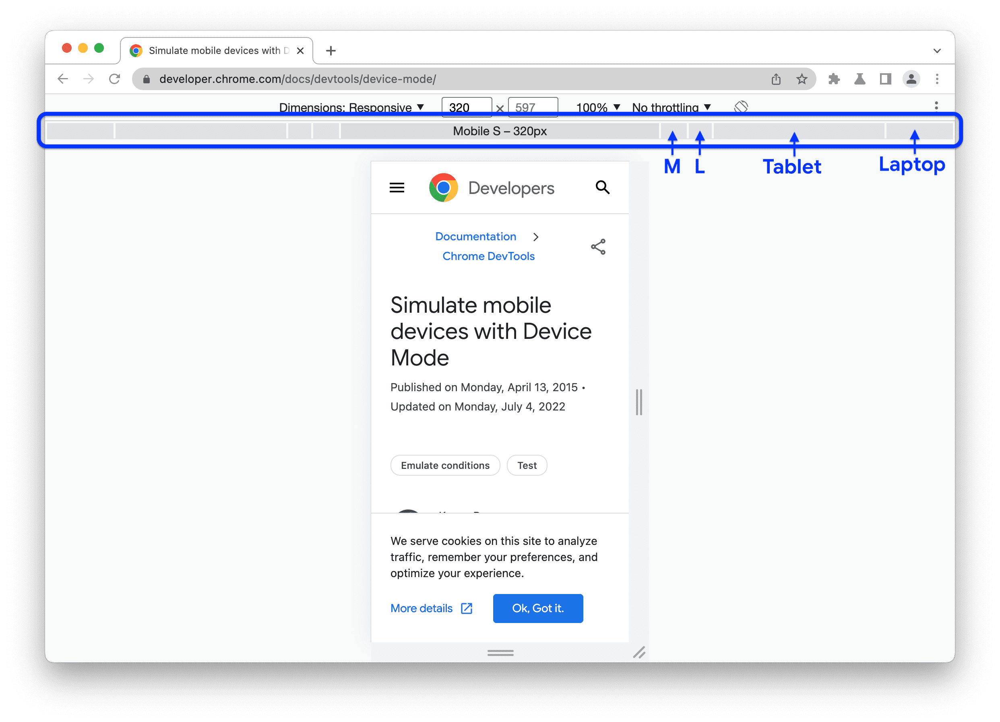 Simulate mobile devices with D
developer.chrome.com/docs/devtools/device-mode/
Dimensions: Responsive 320 × 597 100% No throttling
Mobile S – 320px
M L Tablet Laptop
Developers
Documentation
Chrome DevTools
Simulate mobile
devices with Device
Mode
Published on Monday, April 13, 2015 •
Updated on Monday, July 4, 2022
Emulate conditions Test
We serve cookies on this site to analyze
traffic, remember your preferences, and
optimize your experience.
More details Ok, Got it.